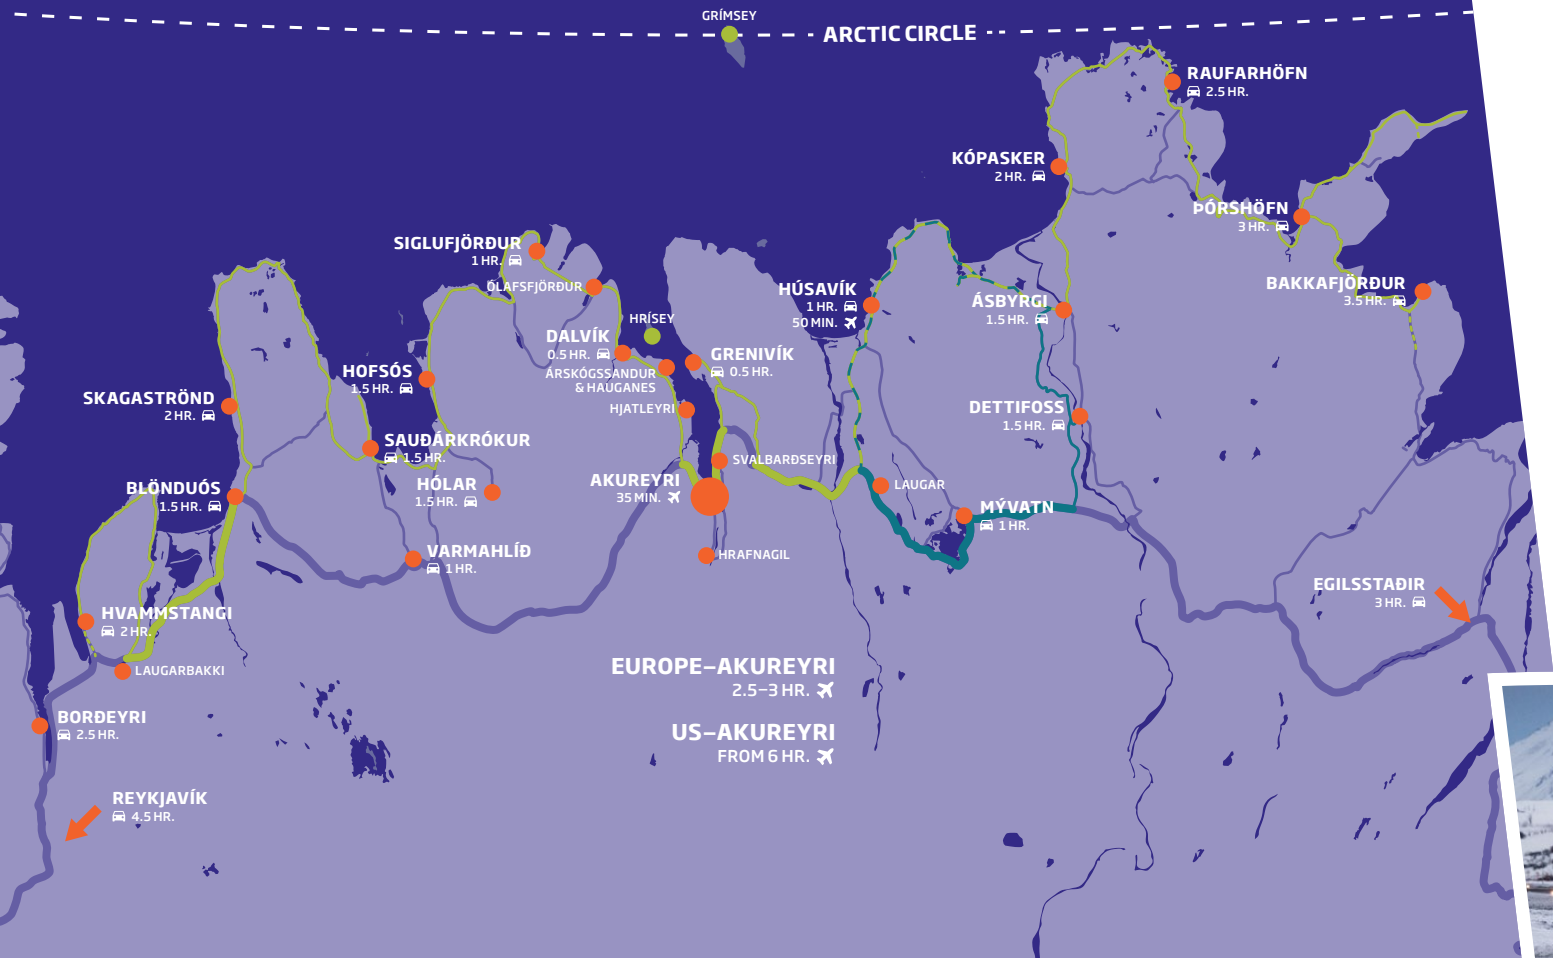 GRÍMSEY
ARCTIC CIRCLE
RAUFARHÖFN
2.5 HR.
KÓPASKER
2 HR.
ÞÓRSHÖFN
3 HR.
SIGLUFJÖRÐUR
1 HR.
ÓLAFSFJÖRÐUR
HÚSAVÍK
1 HR.
50 MIN.
ÁSBYRGI
1.5 HR.
BAKKAFJÖRÐUR
3.5 HR.
HRÍSEY
DALVÍK
0.5 HR.
GRENIVÍK
0.5 HR.
ÁRSKÓGSSANDUR
& HAUGANES
HJATLEYRI
HOFSÓS
1.5 HR.
SKAGASTRÖND
2 HR.
DETTIFOSS
1.5 HR.
SAUÐÁRKRÓKUR
1.5 HR.
SVALBARÐSEYRI
HÓLAR
1.5 HR.
AKUREYRI
35 MIN.
LAUGAR
BLÖNDUÓS
1.5 HR.
MÝVATN
1 HR.
VARMAHLÍÐ
1 HR.
HRAFNAGIL
EGILSSTAÐIR
3 HR.
HVAMMSTANGI
2 HR.
LAUGARBAKKI
EUROPE–AKUREYRI
2.5–3 HR.
BORÐEYRI
2.5 HR.
US–AKUREYRI
FROM 6 HR.
REYKJAVÍK
4.5 HR.